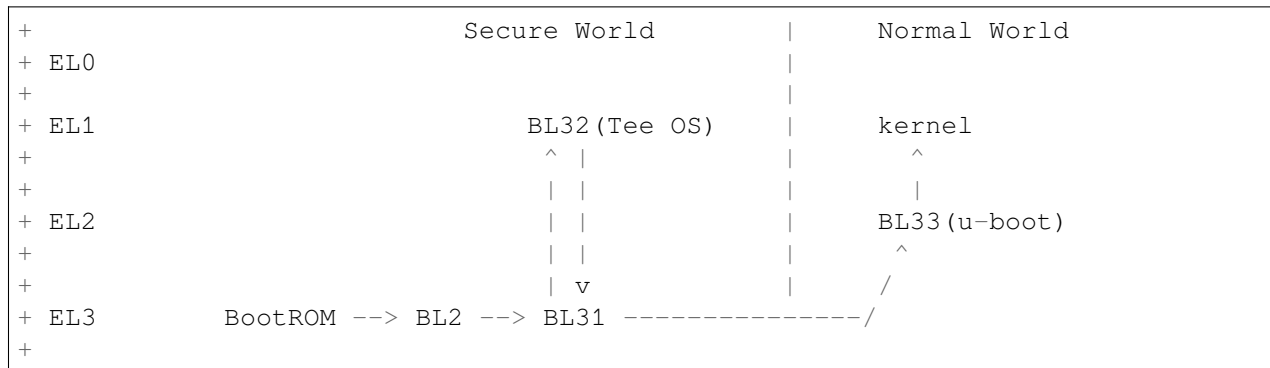 +                        Secure World       |     Normal World
+ EL0                                       |
+                                           |
+ EL1                        BL32(Tee OS)   |     kernel
+                             ^ |           |       ^
+                             | |           |       |
+ EL2                         | |           |     BL33(u-boot)
+                             | |           |      ^
+                             | v           |     /
+ EL3       BootROM --> BL2 --> BL31 ---------------/
+